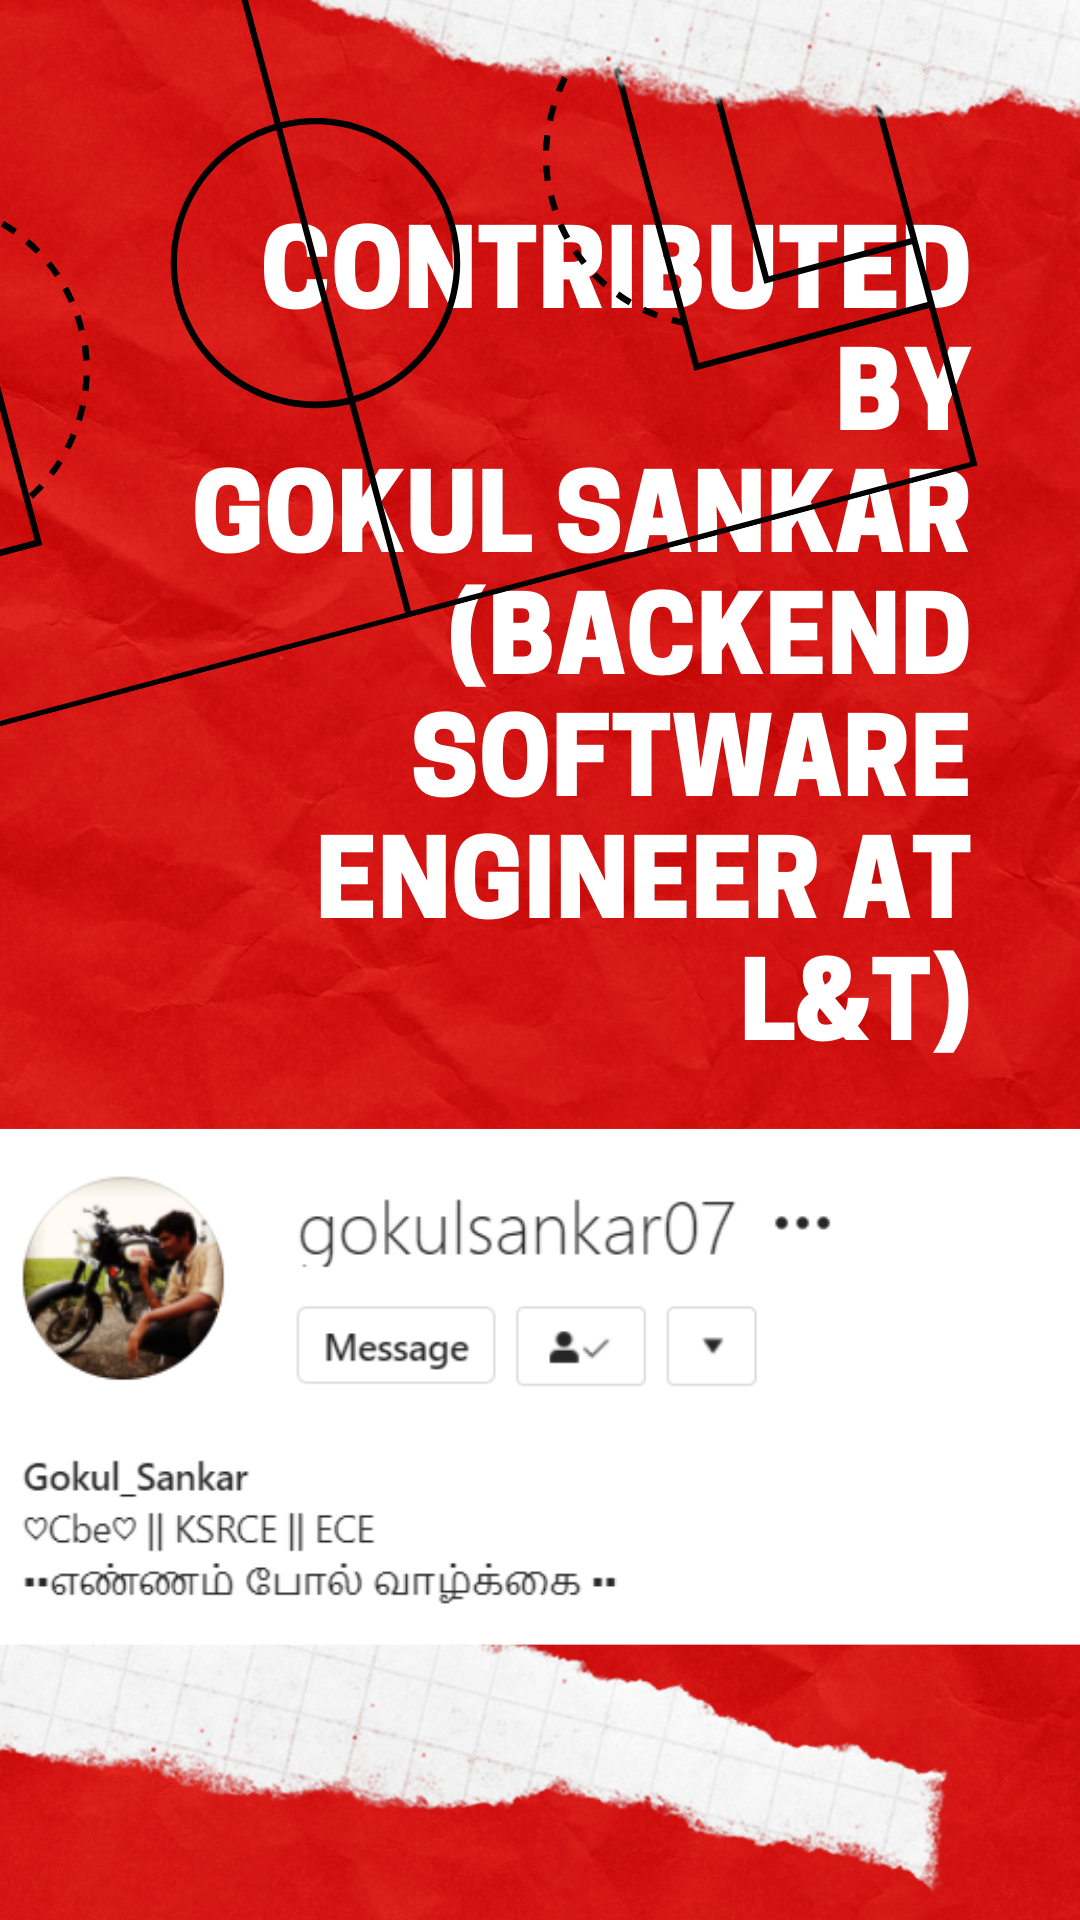 CONTRIBUTED
BY
GOKUL SANKAR
(BACKEND
SOFTWARE
ENGINEER AT
L&T)
gokulsankar07 •••
Message
Gokul_Sankar
♡Cbe♡ || KSRCE || ECE
▪▪எண்ணம் போல் வாழ்க்கை ▪▪